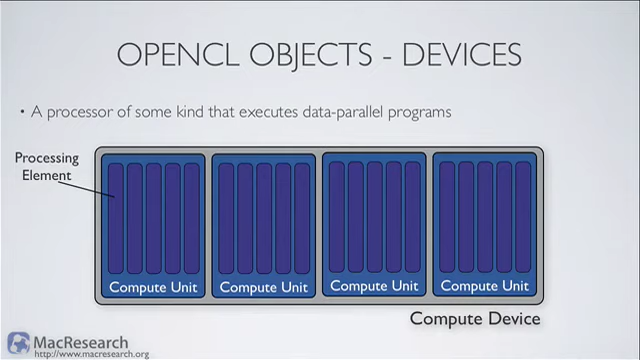 OPENCL OBJECTS - DEVICES
• A processor of some kind that executes data-parallel programs
Processing
Element
Compute Unit
Compute Unit
Compute Unit
Compute Unit
Compute Device
MacResearch
http://www.macresearch.org